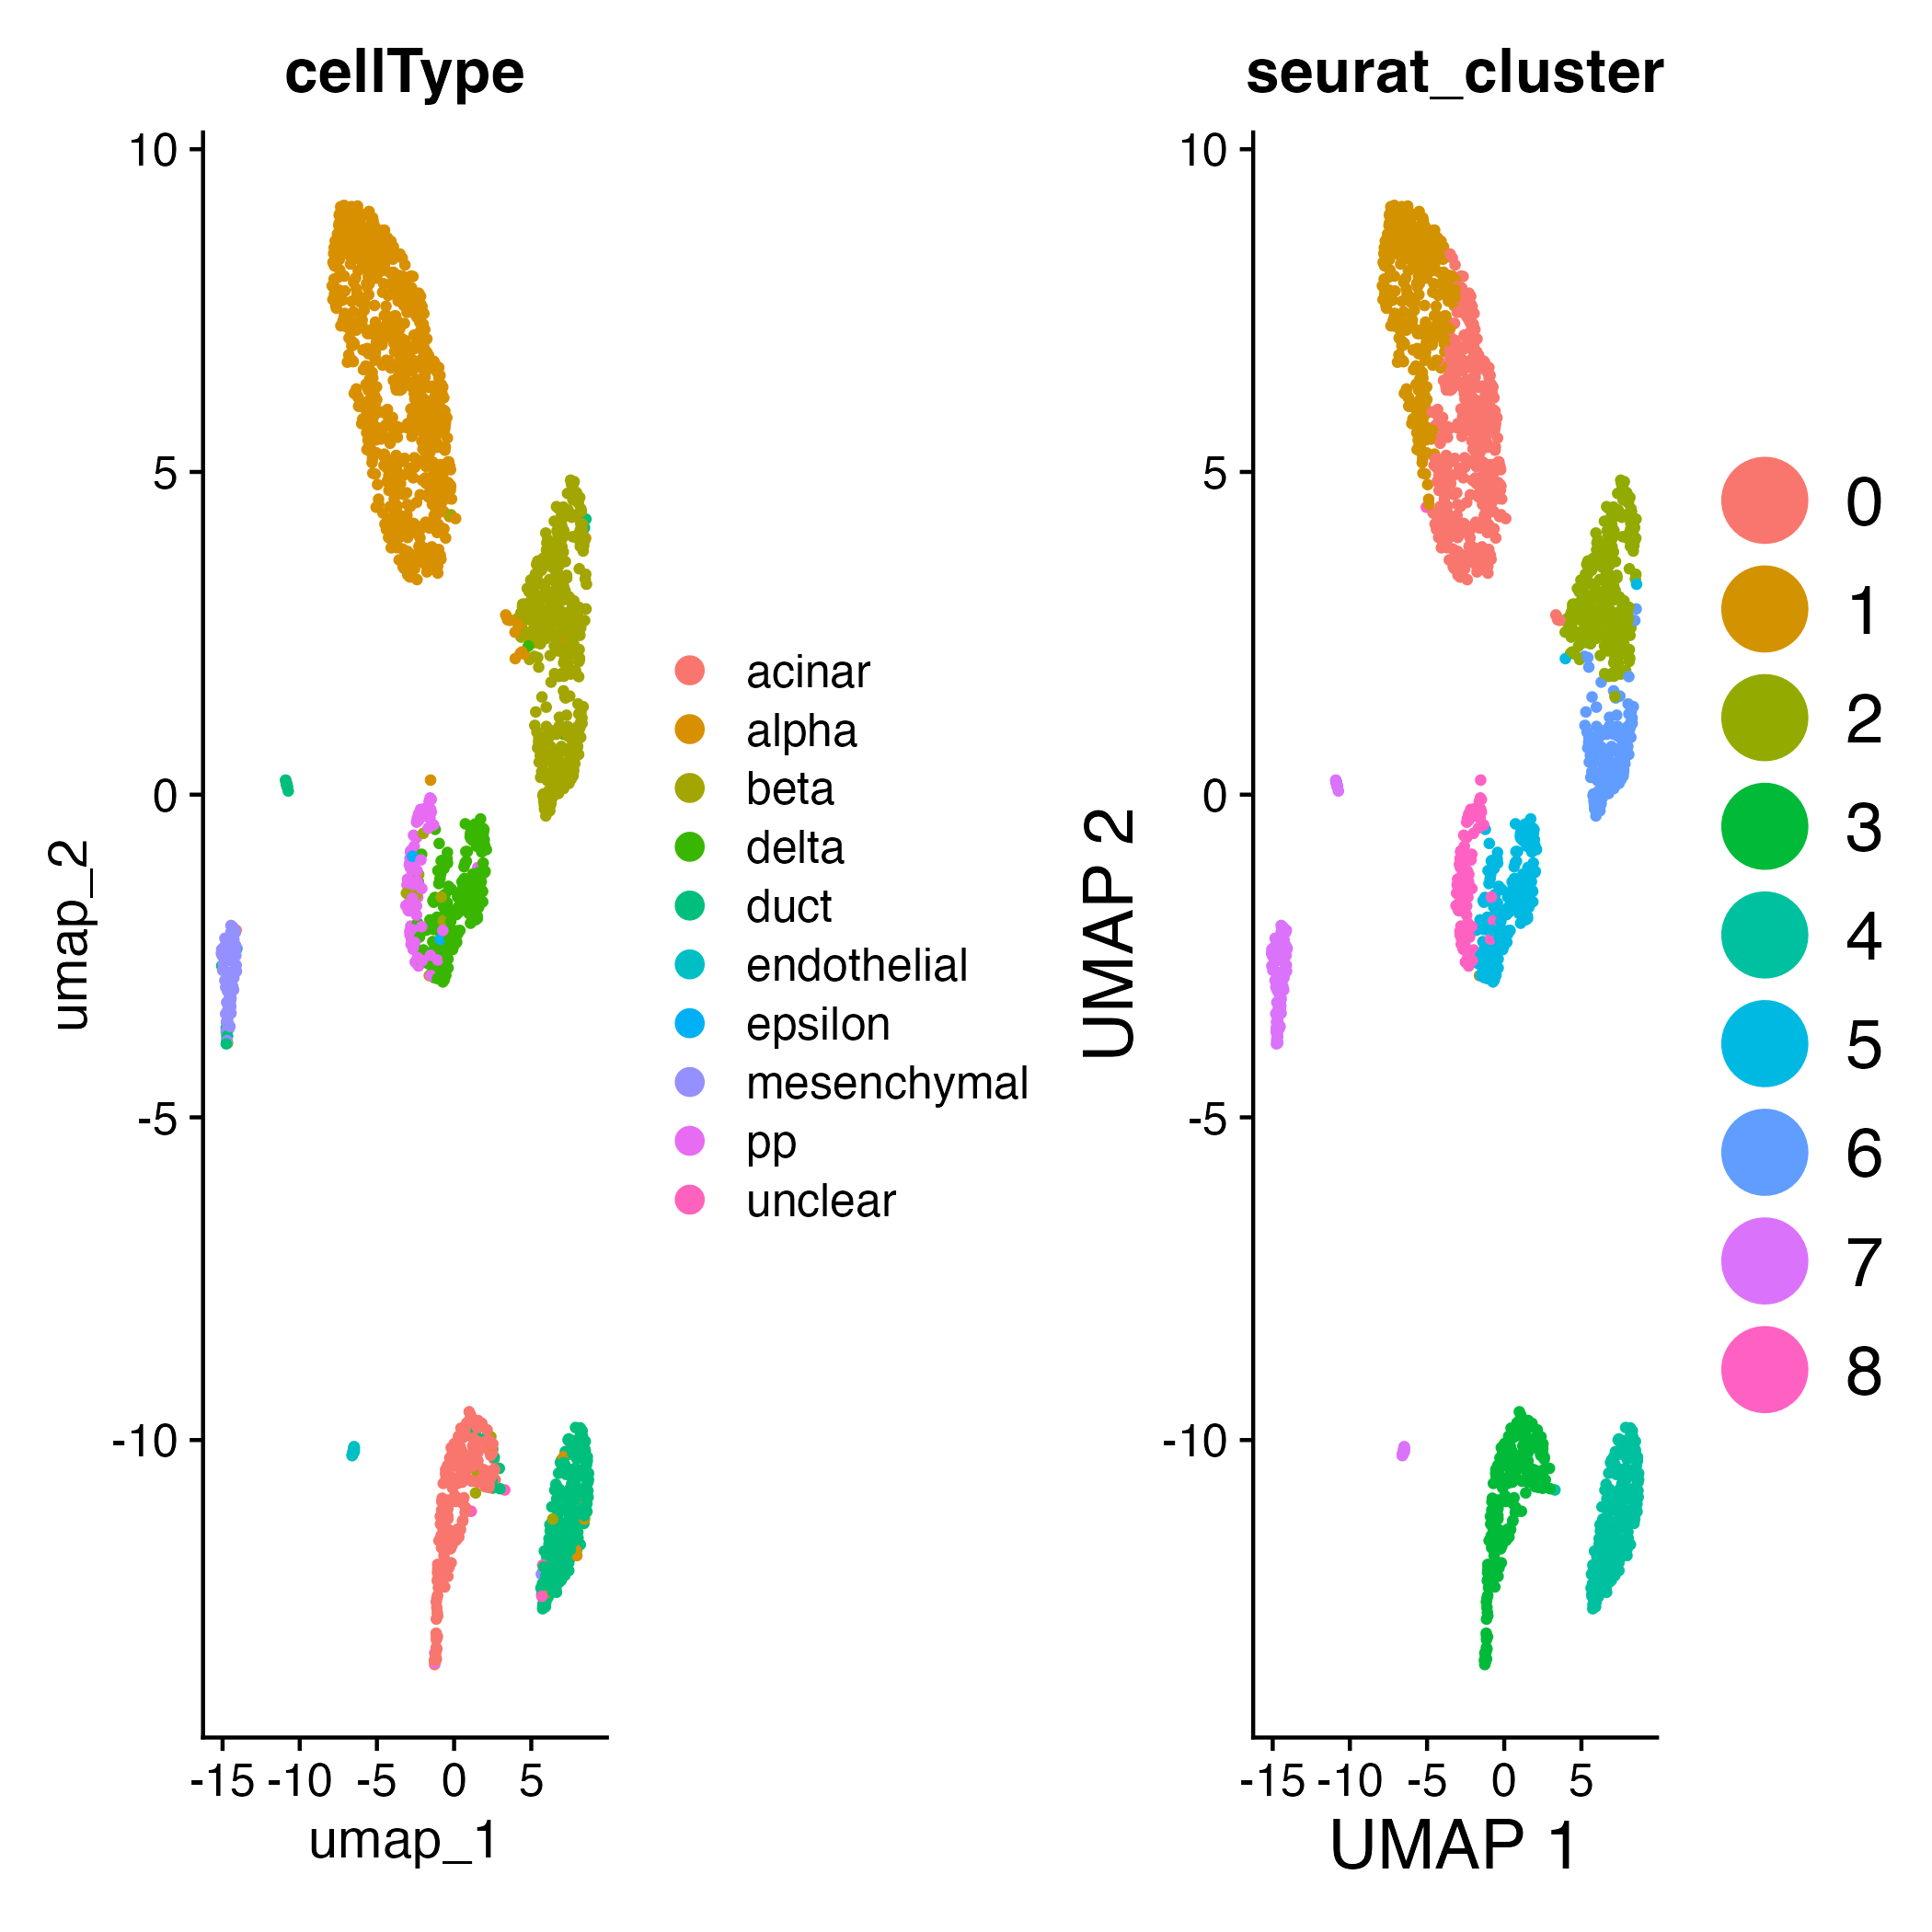 cellType
10
5
0
-5
-10
umap_2
-15 -10 -5 0 5
umap_1
acinar
alpha
beta
delta
duct
endothelial
epsilon
mesenchymal
pp
unclear
seurat_cluster
10
5
0
-5
-10
UMAP 2
-15 -10 -5 0 5
UMAP 1
0
1
2
3
4
5
6
7
8